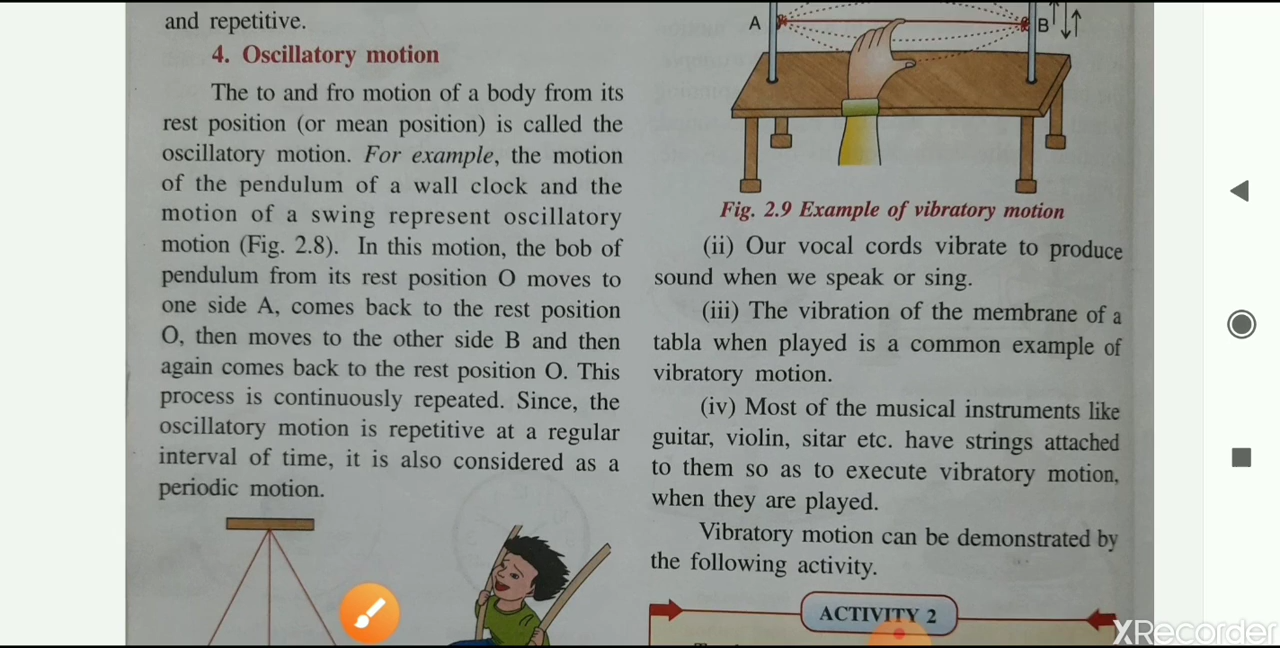 and repetitive.
4. Oscillatory motion
The to and fro motion of a body from its
rest position (or mean position) is called the
oscillatory motion. For example, the motion
of the pendulum of a wall clock and the
motion of a swing represent oscillatory
motion (Fig. 2.8). In this motion, the bob of
pendulum from its rest position O moves to
one side A, comes back to the rest position
O, then moves to the other side B and then
again comes back to the rest position O. This
process is continuously repeated. Since, the
oscillatory motion is repetitive at a regular
interval of time, it is also considered as a
periodic motion.
A
B
Fig. 2.9 Example of vibratory motion
(ii) Our vocal cords vibrate to produce
sound when we speak or sing.
(iii) The vibration of the membrane of a
tabla when played is a common example of
vibratory motion.
(iv) Most of the musical instruments like
guitar, violin, sitar etc. have strings attached
to them so as to execute vibratory motion,
when they are played.
Vibratory motion can be demonstrated by
the following activity.
ACTIVITY 2
XRecorder